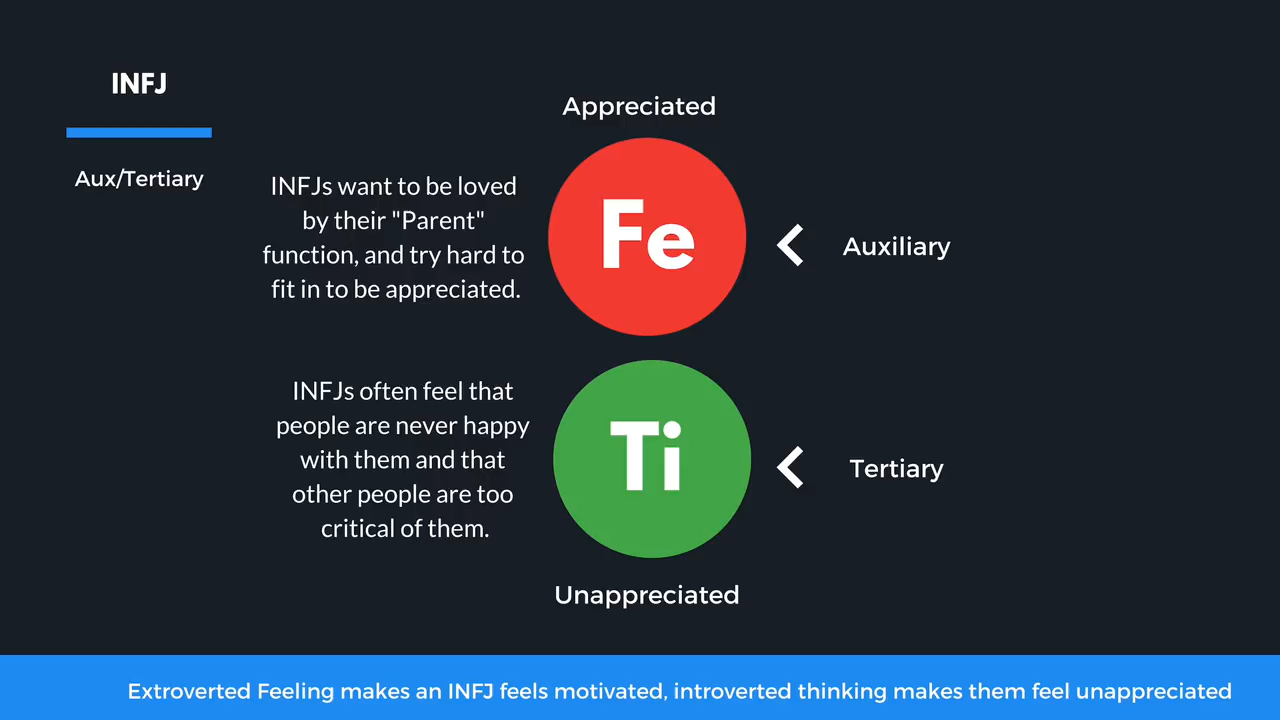 INFJ
Aux/Tertiary
Appreciated
INFJs want to be loved
by their "Parent"
function, and try hard to
fit in to be appreciated.
Fe
Auxiliary
INFJs often feel that
people are never happy
with them and that
other people are too
critical of them.
Ti
Tertiary
Unappreciated
Extroverted Feeling makes an INFJ feels motivated, introverted thinking makes them feel unappreciated